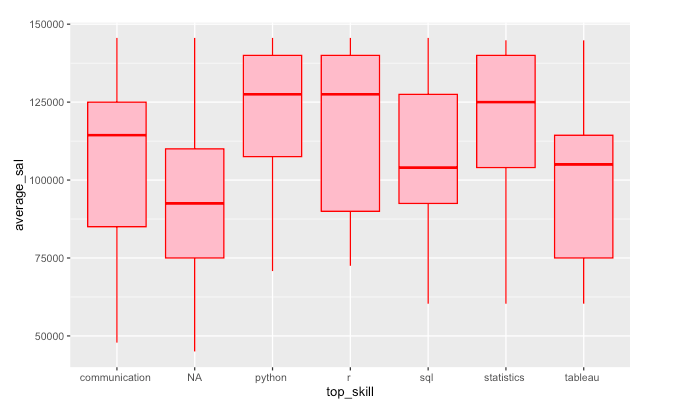 150000
125000
100000
75000
50000
average_sal
communication NA python r sql statistics tableau
top_skill